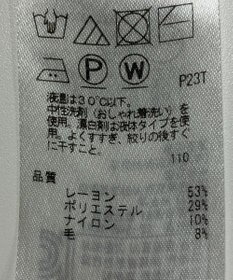 P W
P23T
液温は30℃以下。
中性洗剤(おしゃれ着洗い)を
使用。漂白剤は液体タイプを使
用。よくすすぎ、絞りの後すぐ
に干すこと。
110
品質
レーヨン 53%
ポリエステル 29%
ナイロン 10%
毛 8%